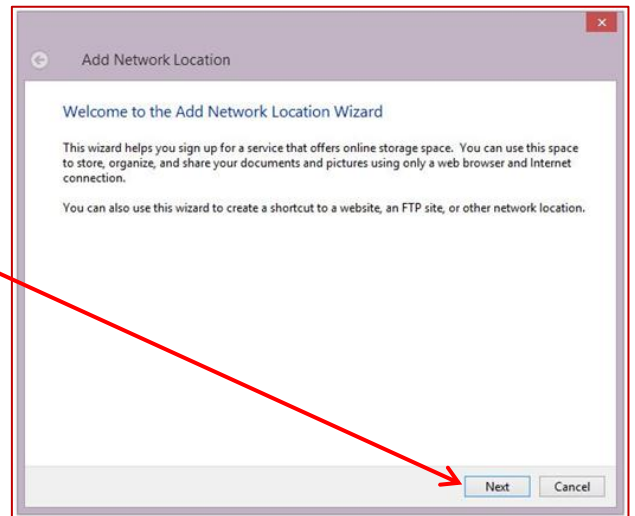 Add Network Location
Welcome to the Add Network Location Wizard
This wizard helps you sign up for a service that offers online storage space.  You can use this space
to store, organize, and share your documents and pictures using only a web browser and Internet
connection.
You can also use this wizard to create a shortcut to a website, an FTP site, or other network location.
Next Cancel